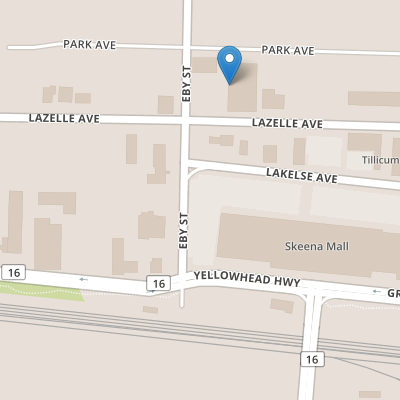 PARK AVE
PARK AVE
EBY ST
LAZELLE AVE
LAZELLE AVE
Tillicum
LAKELSE AVE
EBY ST
Skeena Mall
16
16
YELLOWHEAD HWY
GR
16